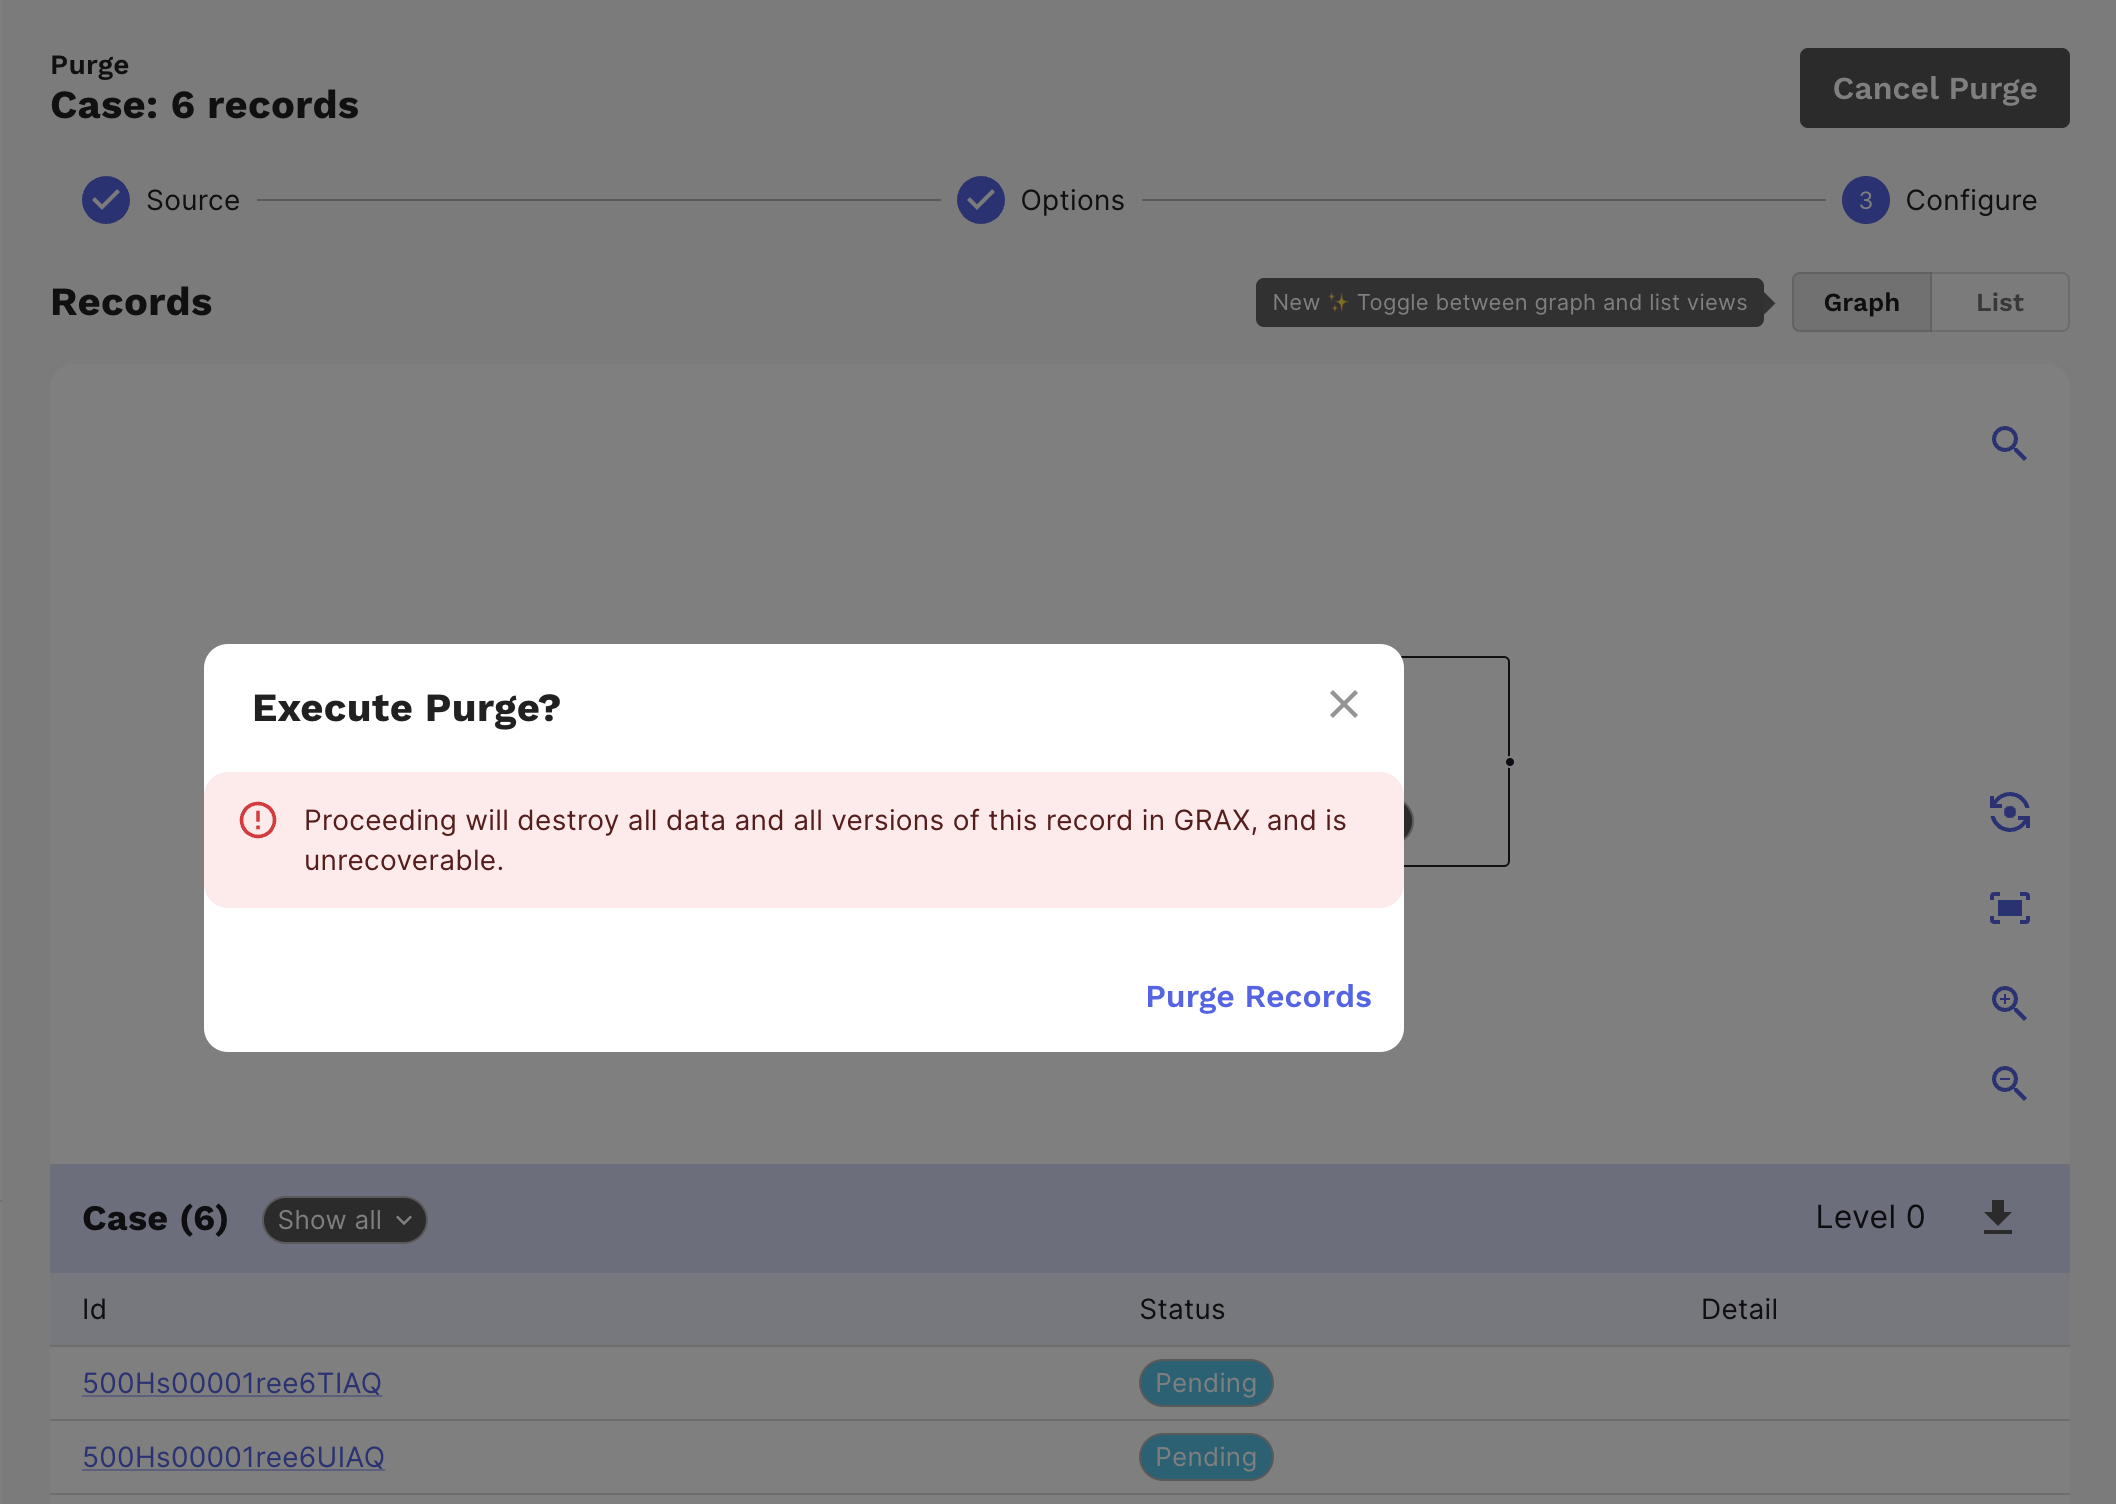 Purge
Case: 6 records
Cancel Purge
Source
Options
3 Configure
Records
New ✨ Toggle between graph and list views
Graph
List
Execute Purge?
Proceeding will destroy all data and all versions of this record in GRAX, and is
unrecoverable.
Purge Records
Case (6)
Show all
Level 0
Id
Status
Detail
500Hs00001ree6TIAQ
Pending
500Hs00001ree6UIAQ
Pending